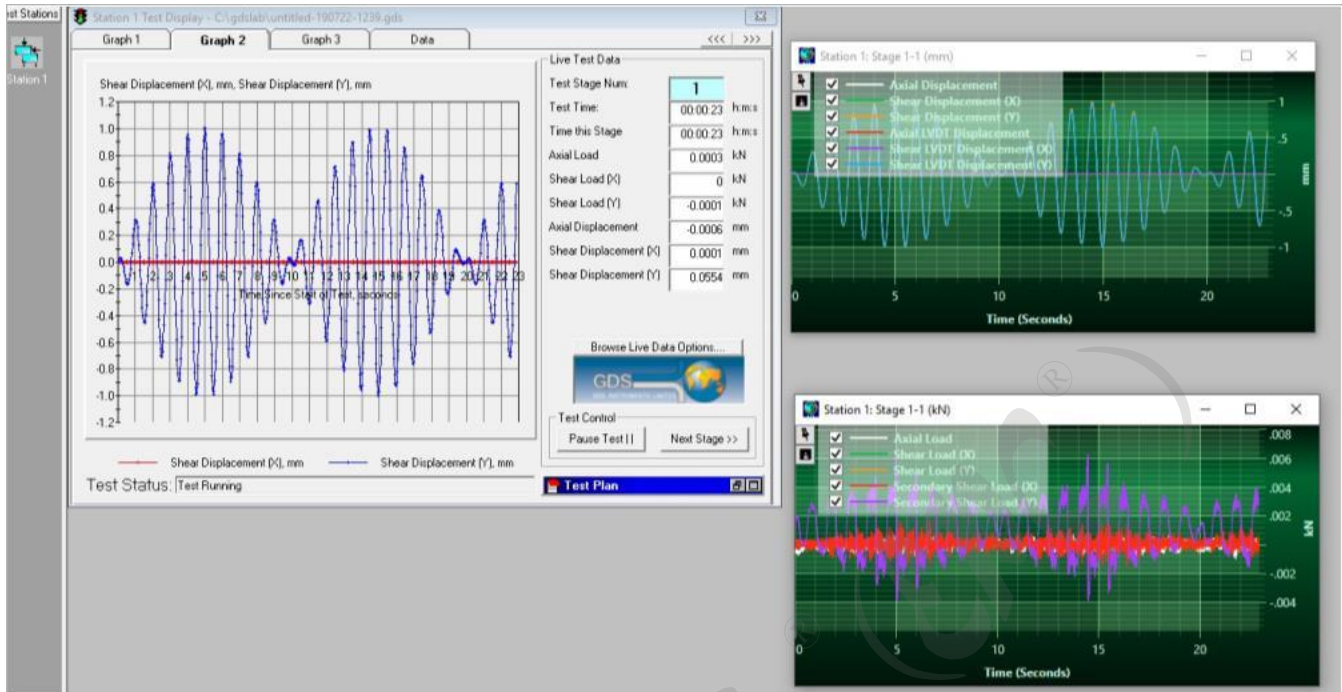 est Stations
Station 1
Station 1 Test Display - C:\gdslab\untitled-190722-1239.gds
Graph 1 Graph 2 Graph 3 Data <<< >>>
Shear Displacement (X), mm, Shear Displacement (Y), mm
1.2
1.0
0.8
0.6
0.4
0.2
0.0
-0.2
-0.4
-0.6
-0.8
-1.0
-1.2
1 2 3 4 5 6 7 8 9 10 11 12 13 14 15 16 17 18 19 20 21 22 23
Time Since Start of Test, seconds
Shear Displacement (X), mm Shear Displacement (Y), mm
Test Status: Test Running
Live Test Data
Test Stage Num: 1
Test Time: 00:00:23 h:m:s
Time this Stage 00:00:23 h:m:s
Axial Load 0.0003 kN
Shear Load (X) 0 kN
Shear Load (Y) -0.0001 kN
Axial Displacement -0.0006 mm
Shear Displacement (X) 0.0001 mm
Shear Displacement (Y) 0.0554 mm
Browse Live Data Options....
GDS
Test Control
Pause Test || Next Stage >>
Test Plan
Station 1: Stage 1-1 (mm)
Axial Displacement
Shear Displacement (X)
Shear Displacement (Y)
Axial LVDT Displacement
Shear LVDT Displacement (X)
Shear LVDT Displacement (Y)
1
.5
-.5
-1
mm
0 5 10 15 20
Time (Seconds)
Station 1: Stage 1-1 (kN)
Axial Load
Shear Load (X)
Shear Load (Y)
Secondary Shear Load (X)
Secondary Shear Load (Y)
.008
.006
.004
.002
-.002
-.004
kN
0 5 10 15 20
Time (Seconds)